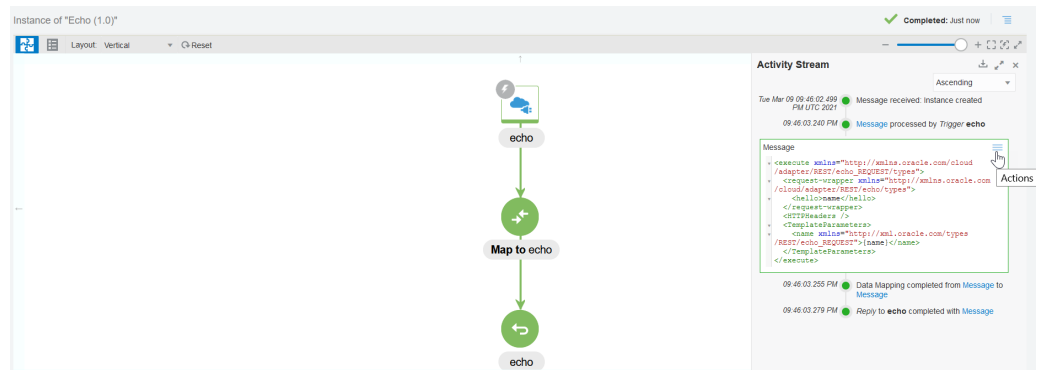 Instance of "Echo (1.0)"
Completed: Just now
Layout: Vertical
Reset
echo
Map to echo
echo
Activity Stream
Ascending
Tue Mar 09 09:46:02.499 PM UTC 2021
Message received: Instance created
09:46:03.240 PM
Message processed by Trigger echo
Message
Actions
<execute xmlns="http://xmlns.oracle.com/cloud
/adapter/REST/echo_REQUEST/types">
<request-wrapper xmlns="http://xmlns.oracle.com
/cloud/adapter/REST/echo/types">
<hello>name</hello>
</request-wrapper>
<HTTPHeaders />
<TemplateParameters>
<name xmlns="http://xml.oracle.com/types
/REST/echo_REQUEST">{name}</name>
</TemplateParameters>
</execute>
09:46:03.255 PM
Data Mapping completed from Message to
Message
09:46:03.279 PM
Reply to echo completed with Message